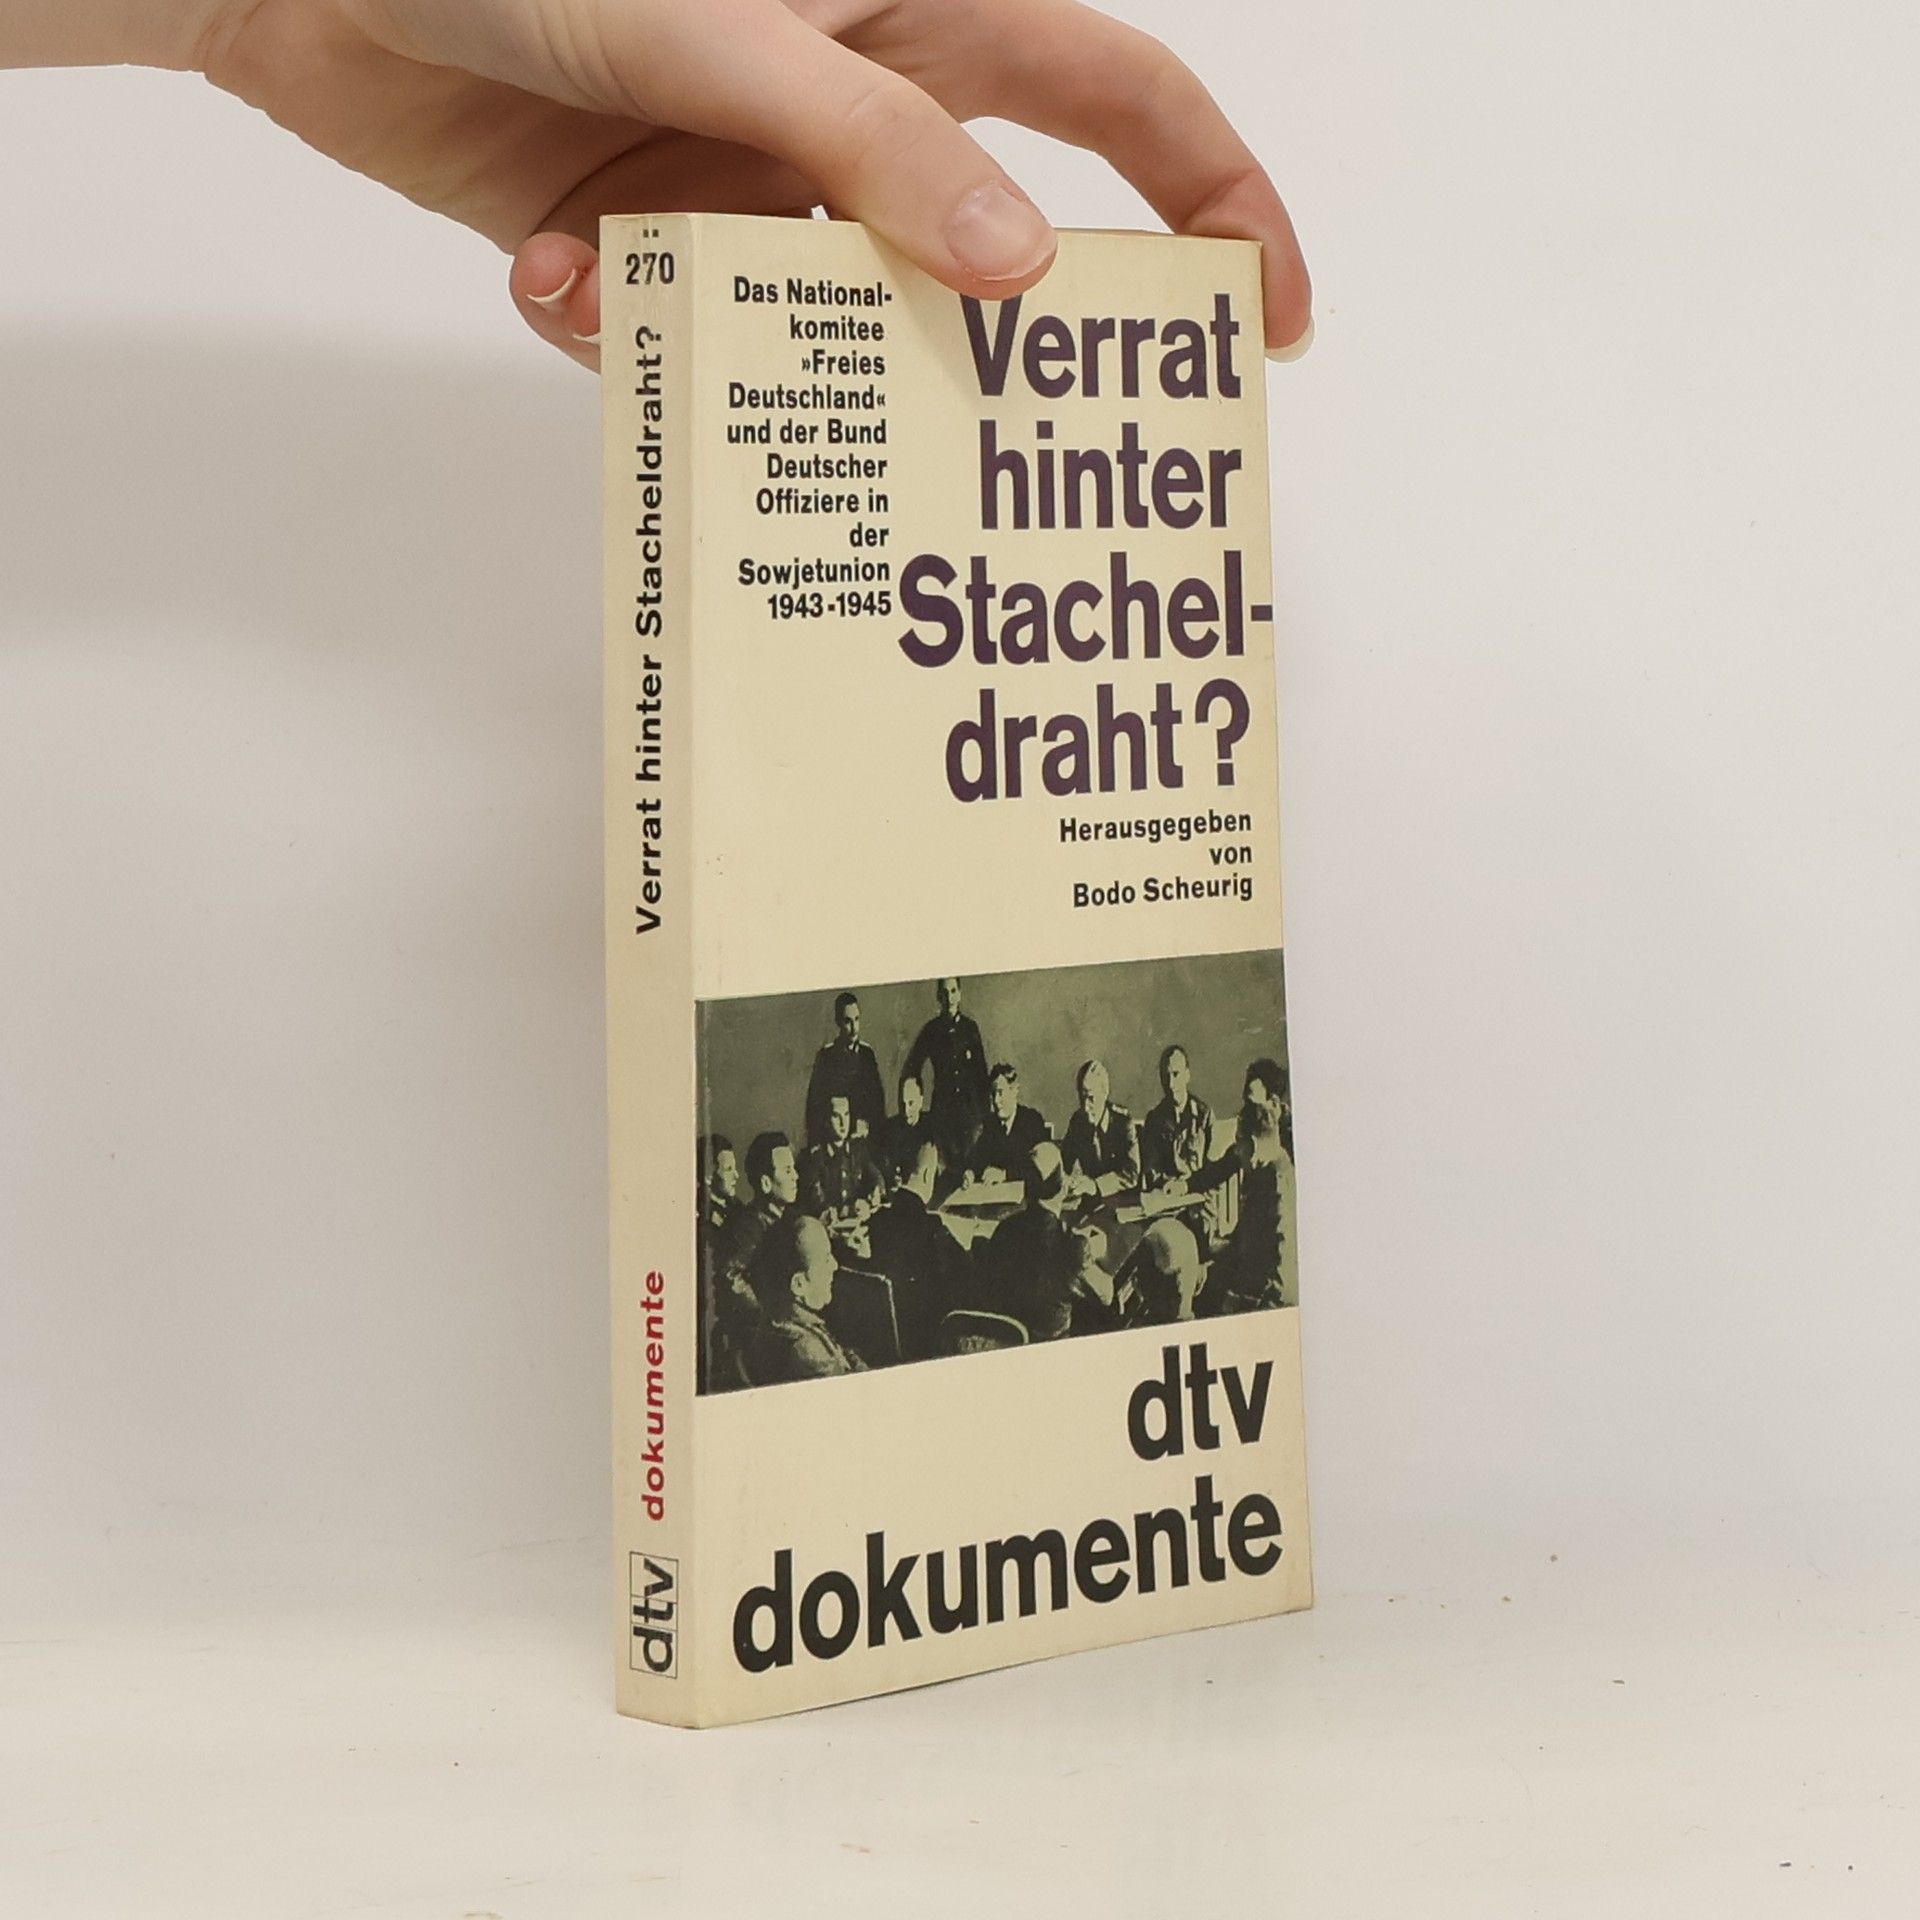 270
Verrat hinter Stacheldraht?
dokumente
dtv
Das National-
komitee
»Freies
Deutschland«
und der Bund
Deutscher
Offiziere in
der
Sowjetunion
1943-1945
Verrat
hinter
Stachel-
draht?
Herausgegeben
von
Bodo Scheurig
dtv
dokumente